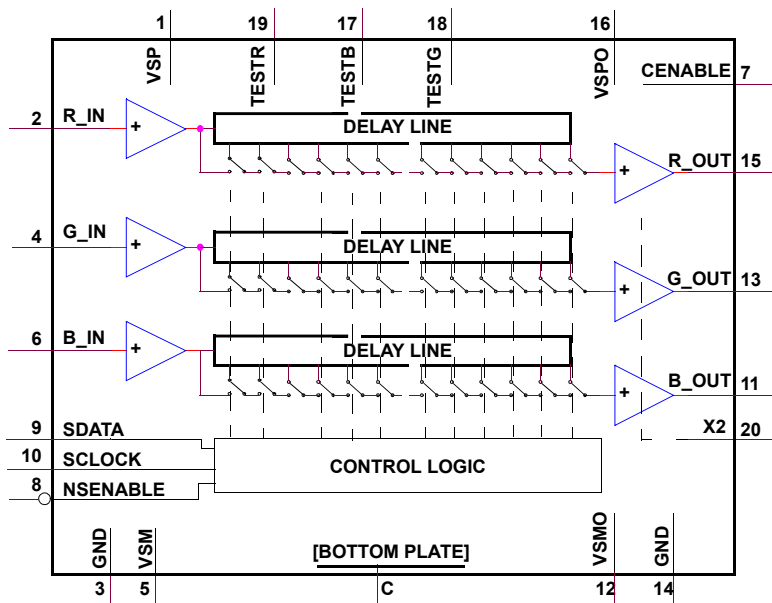 1
19
17
18
16
VSP
TESTR
TESTB
TESTG
VSPO
CENABLE
7
2
R_IN
+
DELAY LINE
+
R_OUT
15
4
G_IN
+
DELAY LINE
+
G_OUT
13
6
B_IN
+
DELAY LINE
+
B_OUT
11
9
SDATA
X2
20
10
SCLOCK
CONTROL LOGIC
8
NSENABLE
GND
VSM
[BOTTOM PLATE]
VSMO
GND
3
5
C
12
14